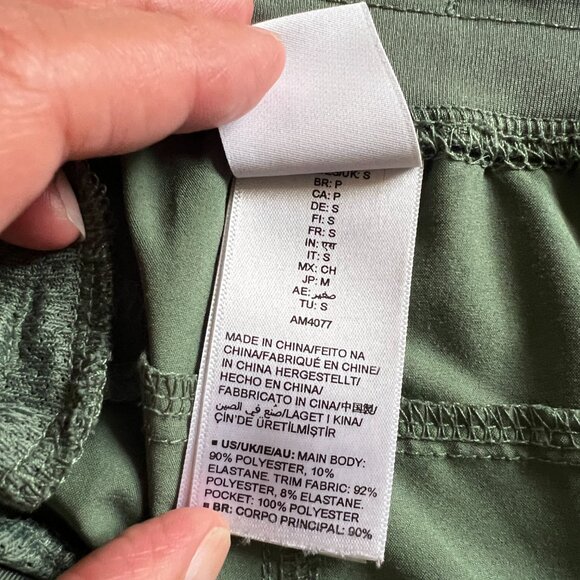 UK: S
BR: P
CA: P
DE: S
FI: S
FR: S
IN: एस
IT: S
MX: CH
JP: M
AE: صغير
TU: S
AM4077
MADE IN CHINA/FEITO NA
CHINA/FABRIQUÉ EN CHINE/
IN CHINA HERGESTELLT/
HECHO EN CHINA/
FABBRICATO IN CINA/中国製/
صنع في الصين/LAGET I KINA/
ÇİN'DE ÜRETİLMİŞTİR
■ US/UK/IE/AU: MAIN BODY:
90% POLYESTER, 10%
ELASTANE. TRIM FABRIC: 92%
POLYESTER, 8% ELASTANE.
POCKET: 100% POLYESTER
■ BR: CORPO PRINCIPAL: 90%